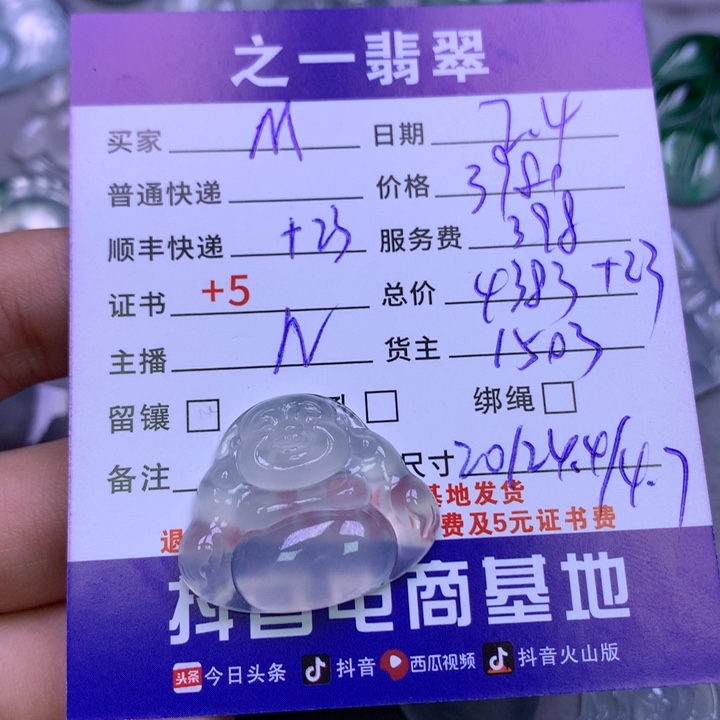 之一翡翠
买家 M 日期 7.4
普通快递 价格 3980
顺丰快递 +23 服务费 398
证书 +5 总价 4383+23
主播 N 货主 1503
留镶 孔 绑绳
备注 尺寸 20/24.4/4.7
基地发货
退 费及5元证书费
抖音电商基地
头条 今日头条 抖音 西瓜视频 抖音火山版